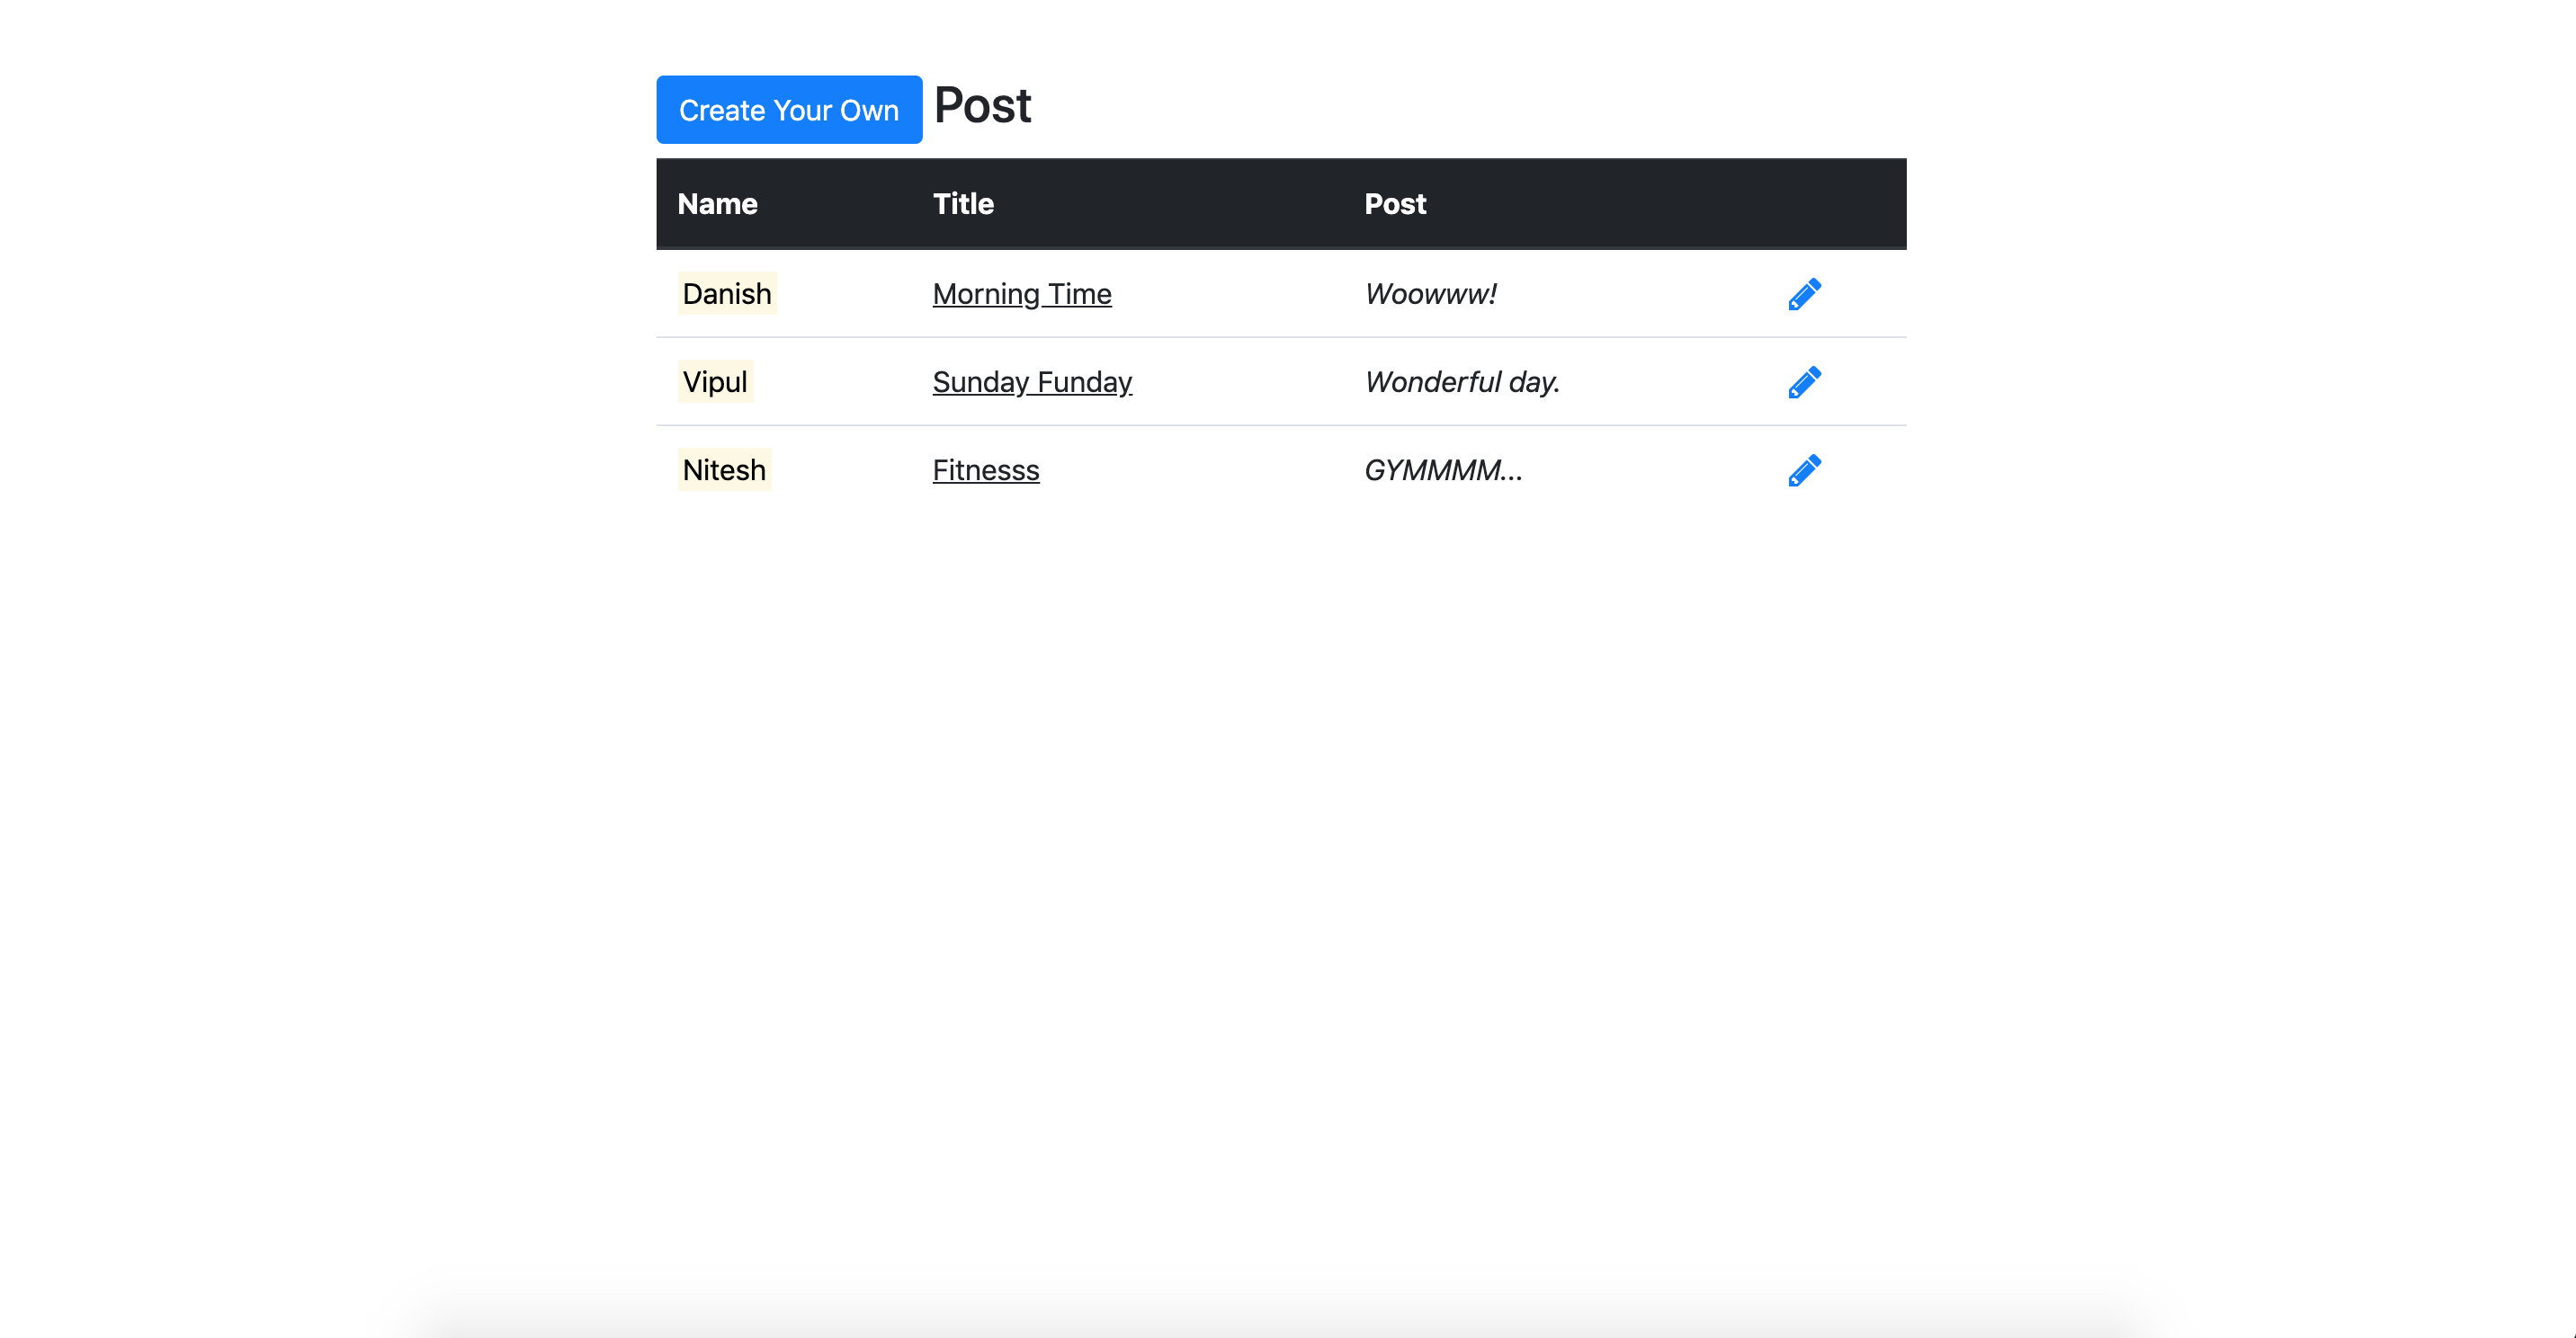 Create Your Own Post
Name Title Post
Danish Morning Time Woowww!
Vipul Sunday Funday Wonderful day.
Nitesh Fitnesss GYMMMM...